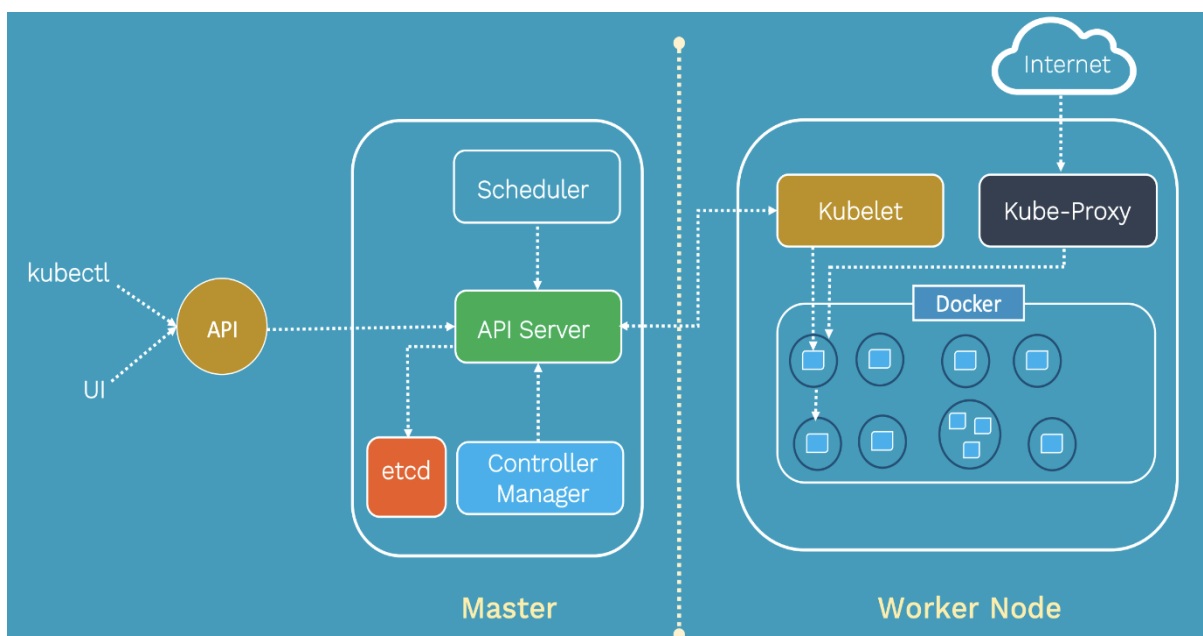 kubectl
UI
API
Scheduler
API Server
etcd
Controller
Manager
Master
Internet
Kubelet
Kube-Proxy
Docker
Worker Node